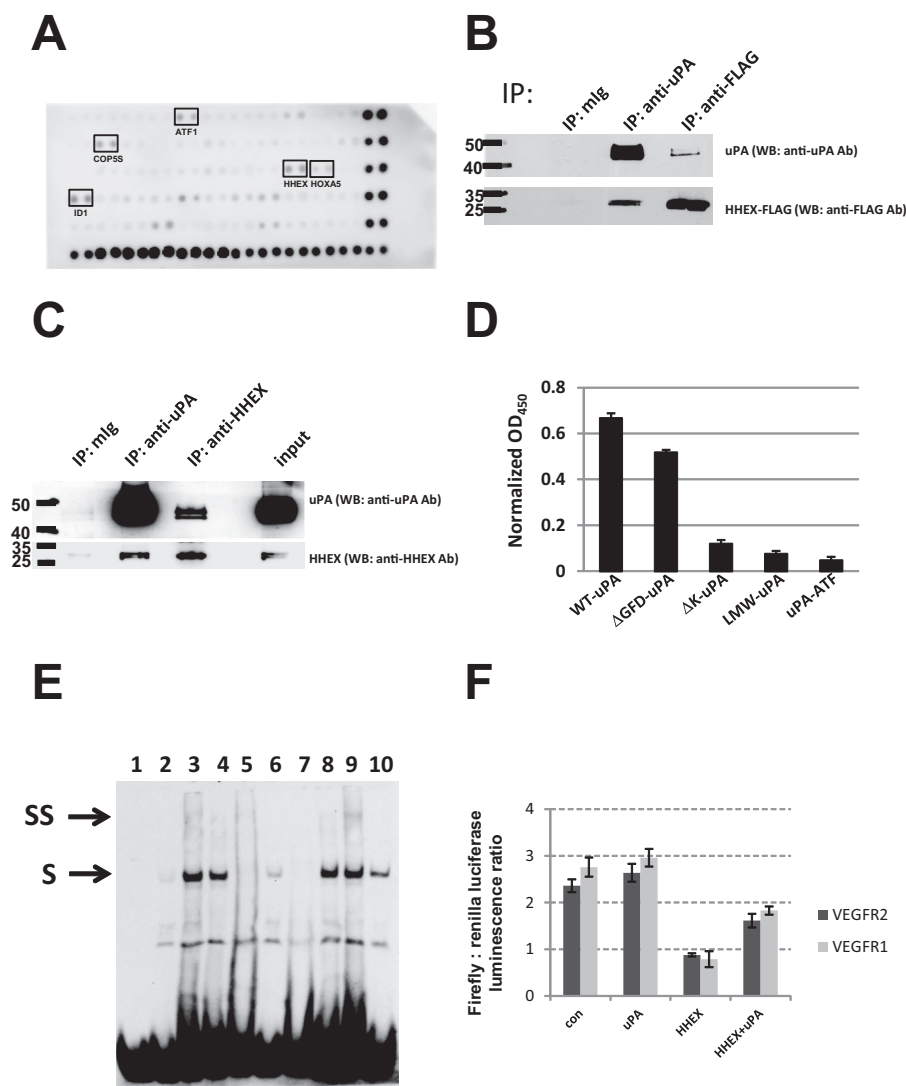 A
ATF1
COP5S
HHEX HOXA5
ID1
B
IP:
IP: mIg
IP: anti-uPA
IP: anti-FLAG
50
40
uPA (WB: anti-uPA Ab)
35
25
HHEX-FLAG (WB: anti-FLAG Ab)
C
IP: mIg
IP: anti-uPA
IP: anti-HHEX
input
50
40
uPA (WB: anti-uPA Ab)
35
25
HHEX (WB: anti-HHEX Ab)
D
Normalized OD450
0.8
0.6
0.4
0.2
0
WT-uPA
ΔGFD-uPA
ΔK-uPA
LMW-uPA
uPA-ATF
E
1 2 3 4 5 6 7 8 9 10
SS
S
F
Firefly : renilla luciferase
luminescence ratio
4
3
2
1
0
con
uPA
HHEX
HHEX+uPA
VEGFR2
VEGFR1